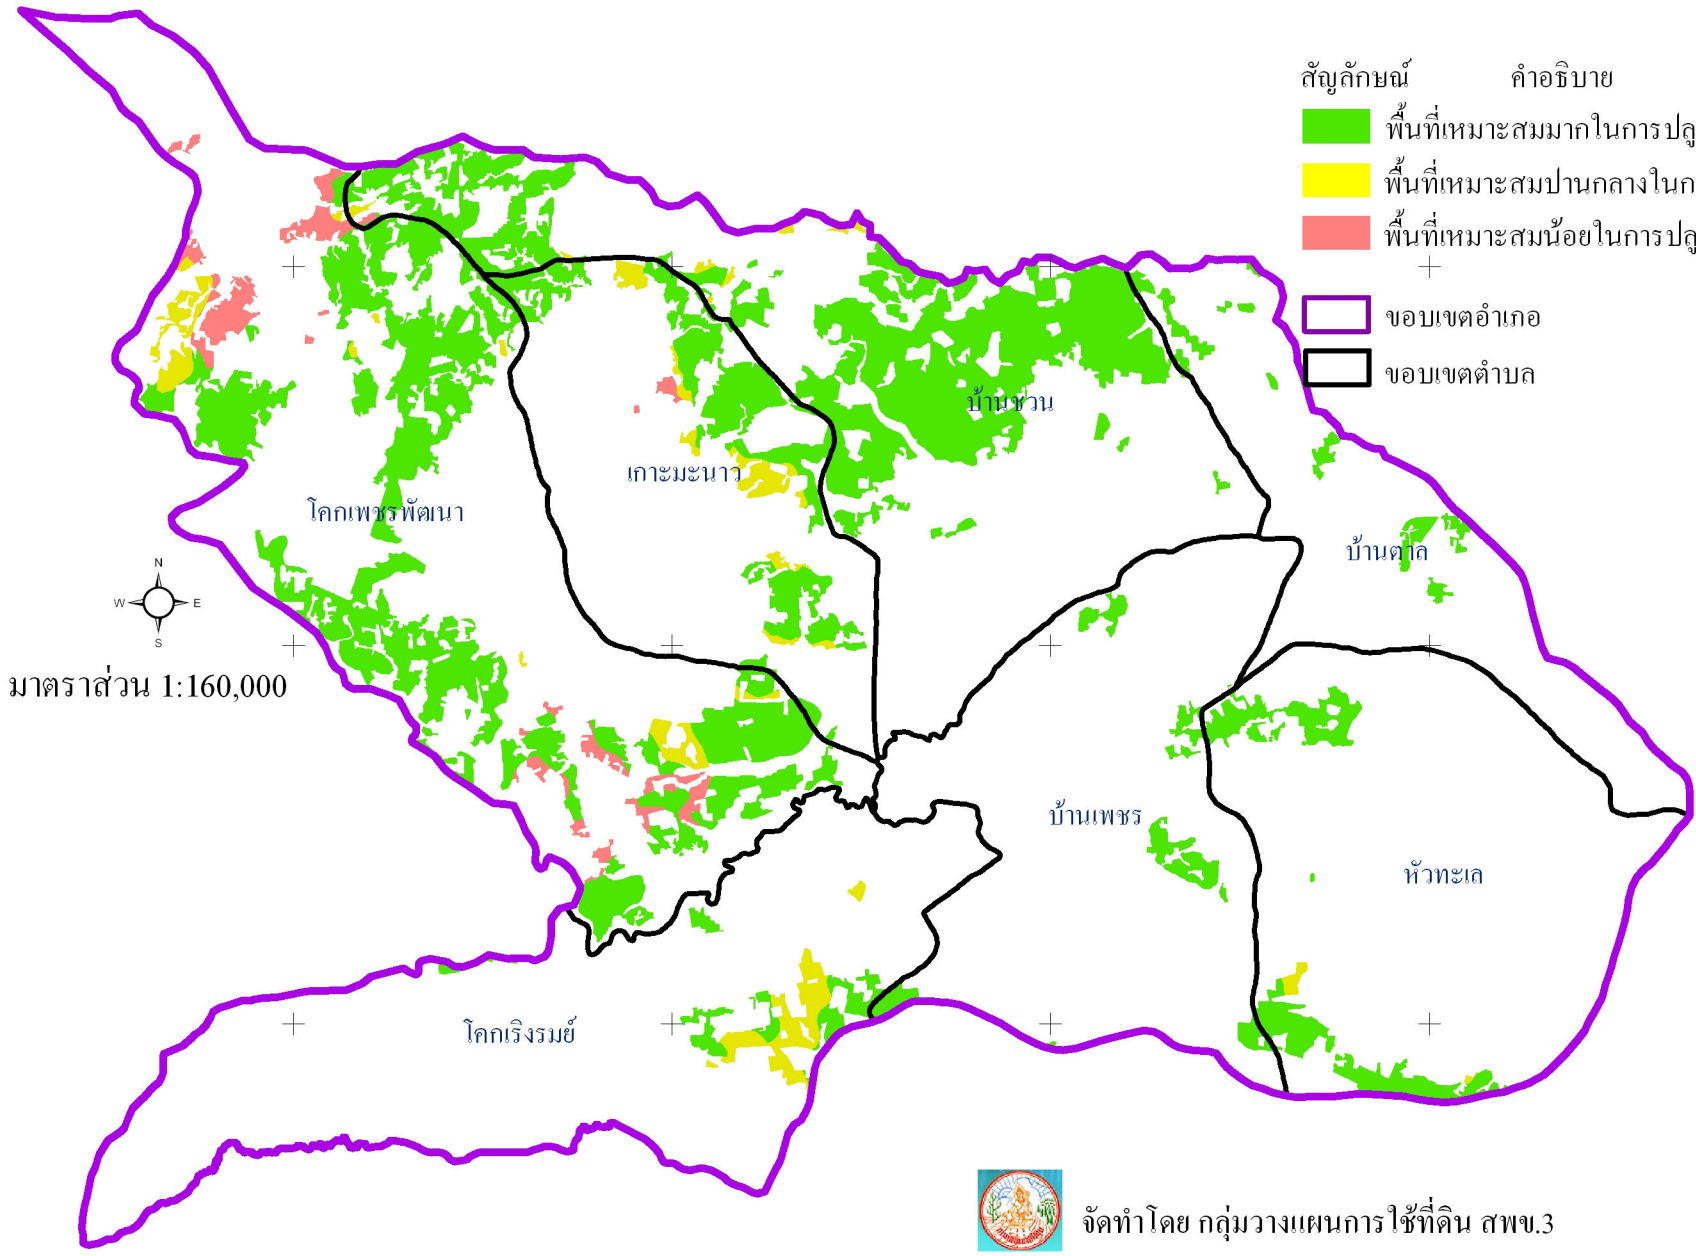 สัญลักษณ์ คำอธิบาย
พื้นที่เหมาะสมมากในการปลู
พื้นที่เหมาะสมปานกลางในก
พื้นที่เหมาะสมน้อยในการปลู
ขอบเขตอำเภอ
ขอบเขตตำบล
บ้านชวน
เกาะมะนาว
โคกเพชรพัฒนา
บ้านตาล
N
W E
S
มาตราส่วน 1:160,000
บ้านเพชร
หัวทะเล
โคกเริงรมย์
จัดทำโดย กลุ่มวางแผนการใช้ที่ดิน สพข.3